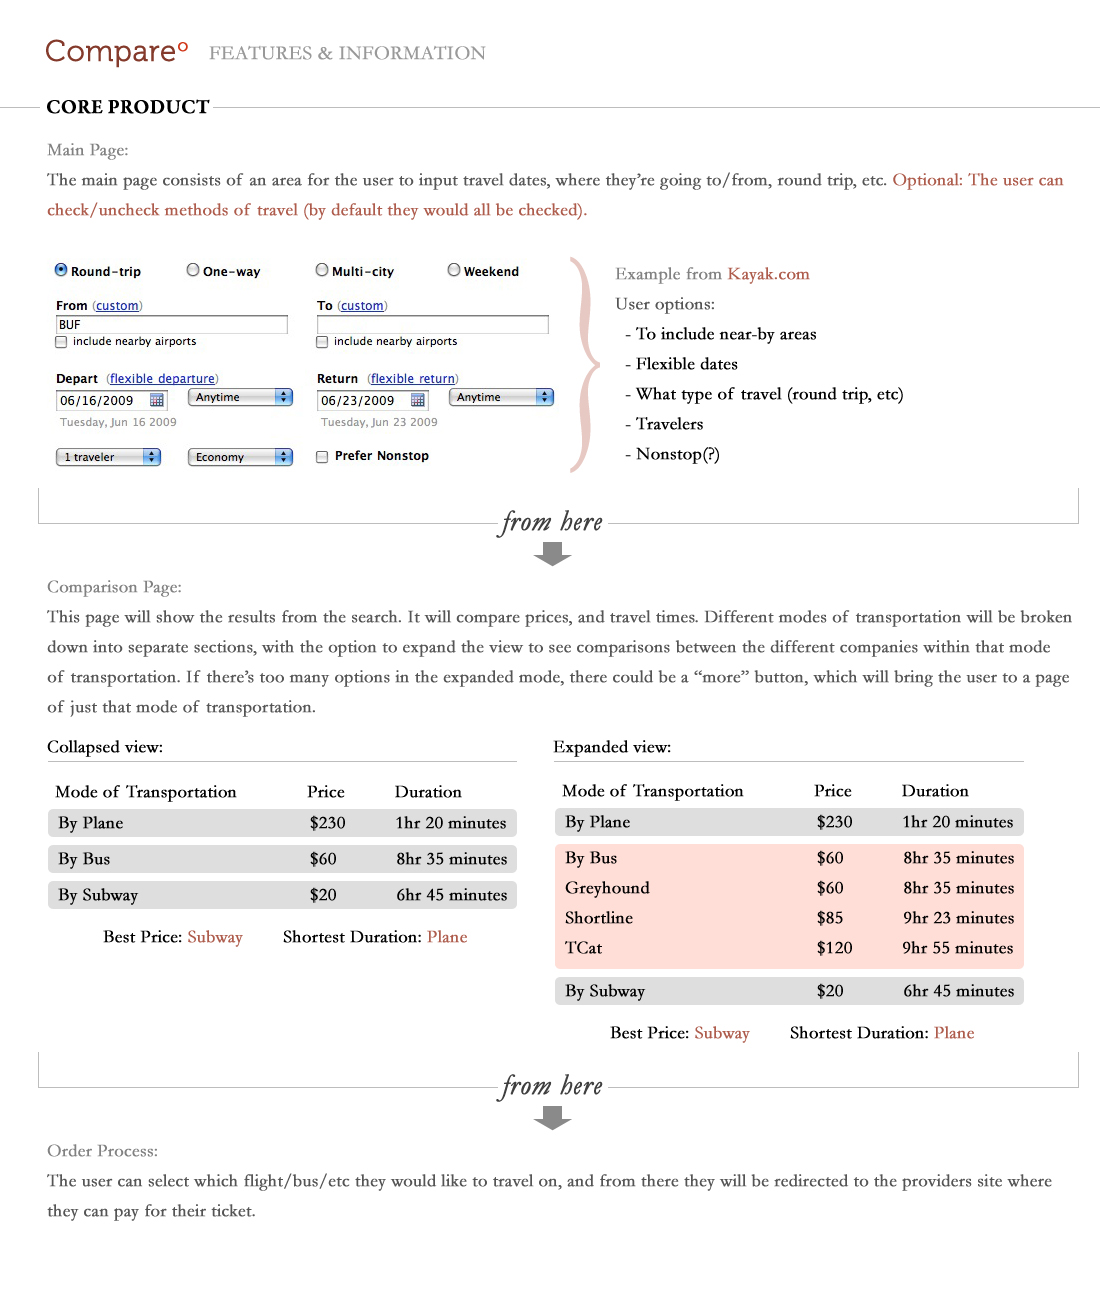 Compare° FEATURES & INFORMATION
CORE PRODUCT
Main Page:
The main page consists of an area for the user to input travel dates, where they're going to/from, round trip, etc. Optional: The user can
check/uncheck methods of travel (by default they would all be checked).
Round-trip One-way Multi-city Weekend
From (custom) To (custom)
BUF
include nearby airports include nearby airports
Depart (flexible departure) Return (flexible return)
06/16/2009 Anytime 06/23/2009 Anytime
Tuesday, Jun 16 2009 Tuesday, Jun 23 2009
1 traveler Economy Prefer Nonstop
Example from Kayak.com
User options:
- To include near-by areas
- Flexible dates
- What type of travel (round trip, etc)
- Travelers
- Nonstop(?)
from here
Comparison Page:
This page will show the results from the search. It will compare prices, and travel times. Different modes of transportation will be broken
down into separate sections, with the option to expand the view to see comparisons between the different companies within that mode
of transportation. If there's too many options in the expanded mode, there could be a “more” button, which will bring the user to a page
of just that mode of transportation.
Collapsed view:
Mode of Transportation Price Duration
By Plane $230 1hr 20 minutes
By Bus $60 8hr 35 minutes
By Subway $20 6hr 45 minutes
Best Price: Subway Shortest Duration: Plane
Expanded view:
Mode of Transportation Price Duration
By Plane $230 1hr 20 minutes
By Bus $60 8hr 35 minutes
Greyhound $60 8hr 35 minutes
Shortline $85 9hr 23 minutes
TCat $120 9hr 55 minutes
By Subway $20 6hr 45 minutes
Best Price: Subway Shortest Duration: Plane
from here
Order Process:
The user can select which flight/bus/etc they would like to travel on, and from there they will be redirected to the providers site where
they can pay for their ticket.